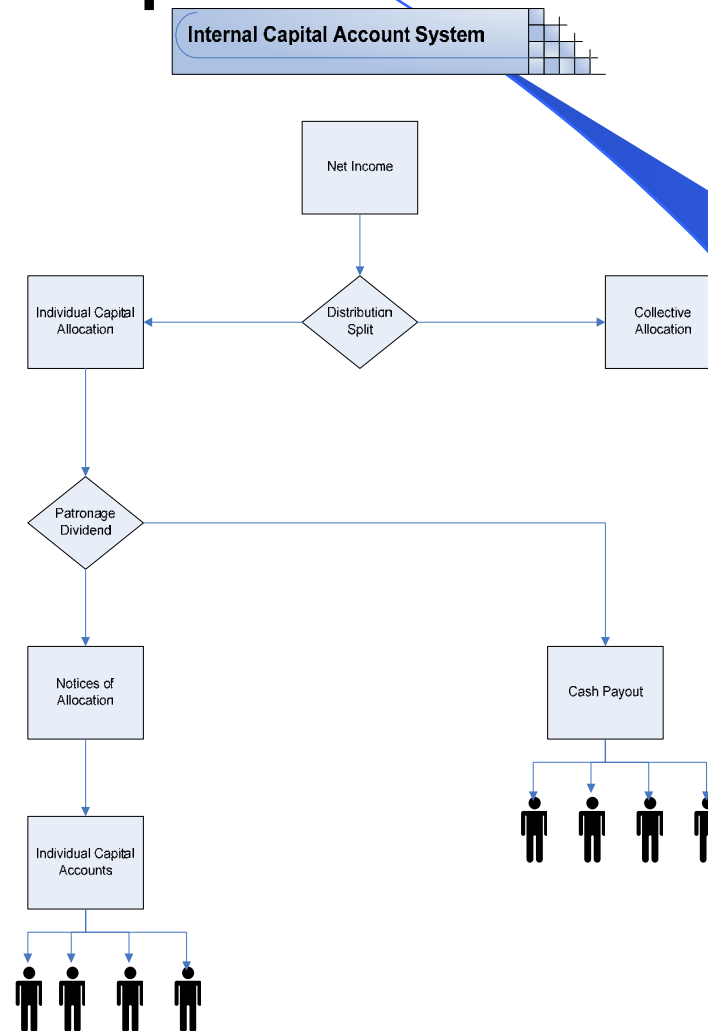 Internal Capital Account System
Net Income
Individual Capital
Allocation
Distribution
Split
Collective
Allocation
Patronage
Dividend
Notices of
Allocation
Cash Payout
Individual Capital
Accounts